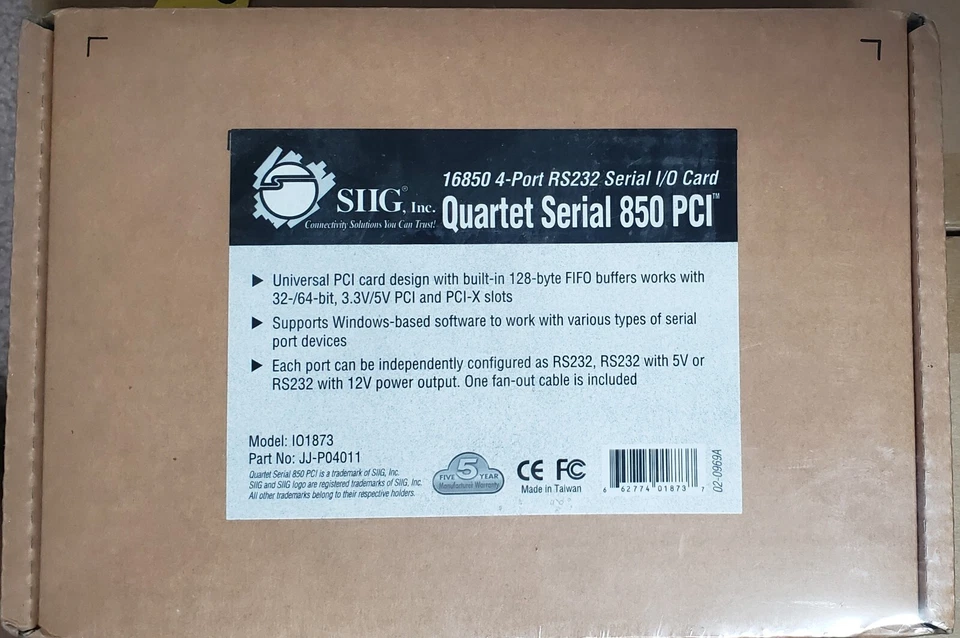 SIIG®, Inc.
Connectivity Solutions You Can Trust!
16850 4-Port RS232 Serial I/O Card
Quartet Serial 850 PCI™
▶ Universal PCI card design with built-in 128-byte FIFO buffers works with
32-/64-bit, 3.3V/5V PCI and PCI-X slots
▶ Supports Windows-based software to work with various types of serial
port devices
▶ Each port can be independently configured as RS232, RS232 with 5V or
RS232 with 12V power output. One fan-out cable is included
Model: IO1873
Part No: JJ-P04011
Quartet Serial 850 PCI is a trademark of SIIG, Inc.
SIIG and SIIG logo are registered trademarks of SIIG, Inc.
All other trademarks belong to their respective holders.
FIVE 5 YEAR
Manufacturer Warranty
CE FC
Made in Taiwan
6 62774 01873 7
02-0969A